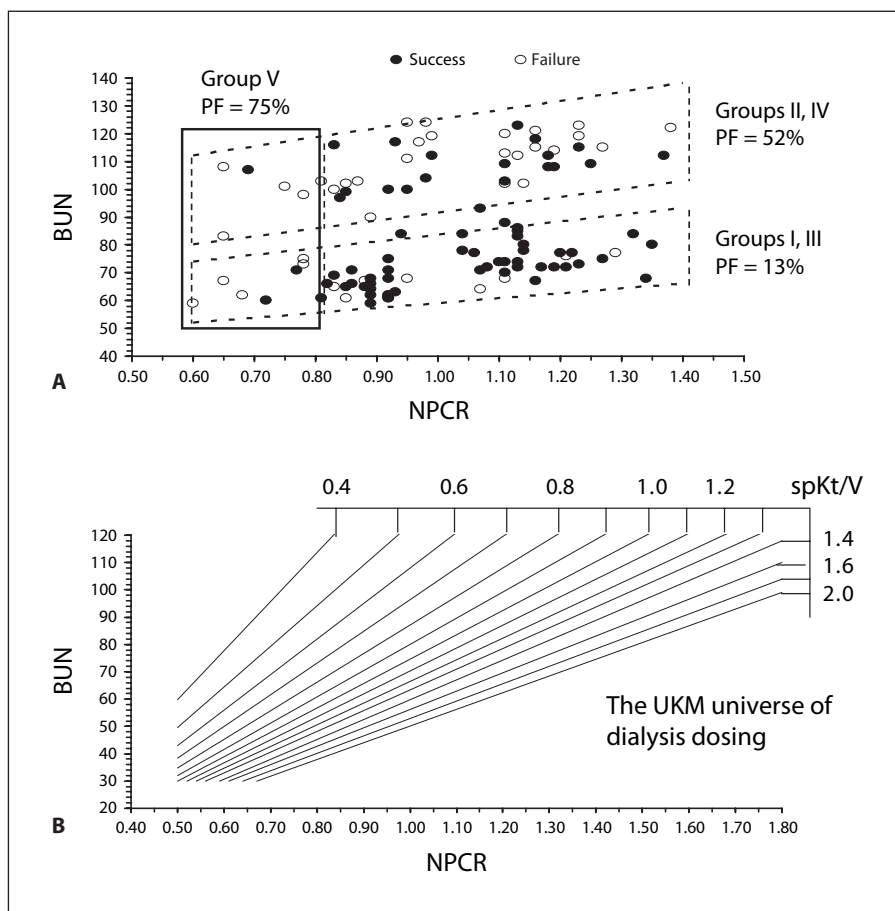 Success
Failure
Group V
PF = 75%
Groups II, IV
PF = 52%
Groups I, III
PF = 13%
BUN
140
130
120
110
100
90
80
70
60
50
40
A
0.50 0.60 0.70 0.80 0.90 1.00 1.10 1.20 1.30 1.40 1.50
NPCR
0.4 0.6 0.8 1.0 1.2 spKt/V
1.4
1.6
2.0
BUN
120
110
100
90
80
70
60
50
40
30
20
The UKM universe of
dialysis dosing
B
0.40 0.50 0.60 0.70 0.80 0.90 1.00 1.10 1.20 1.30 1.40 1.50 1.60 1.70 1.80
NPCR